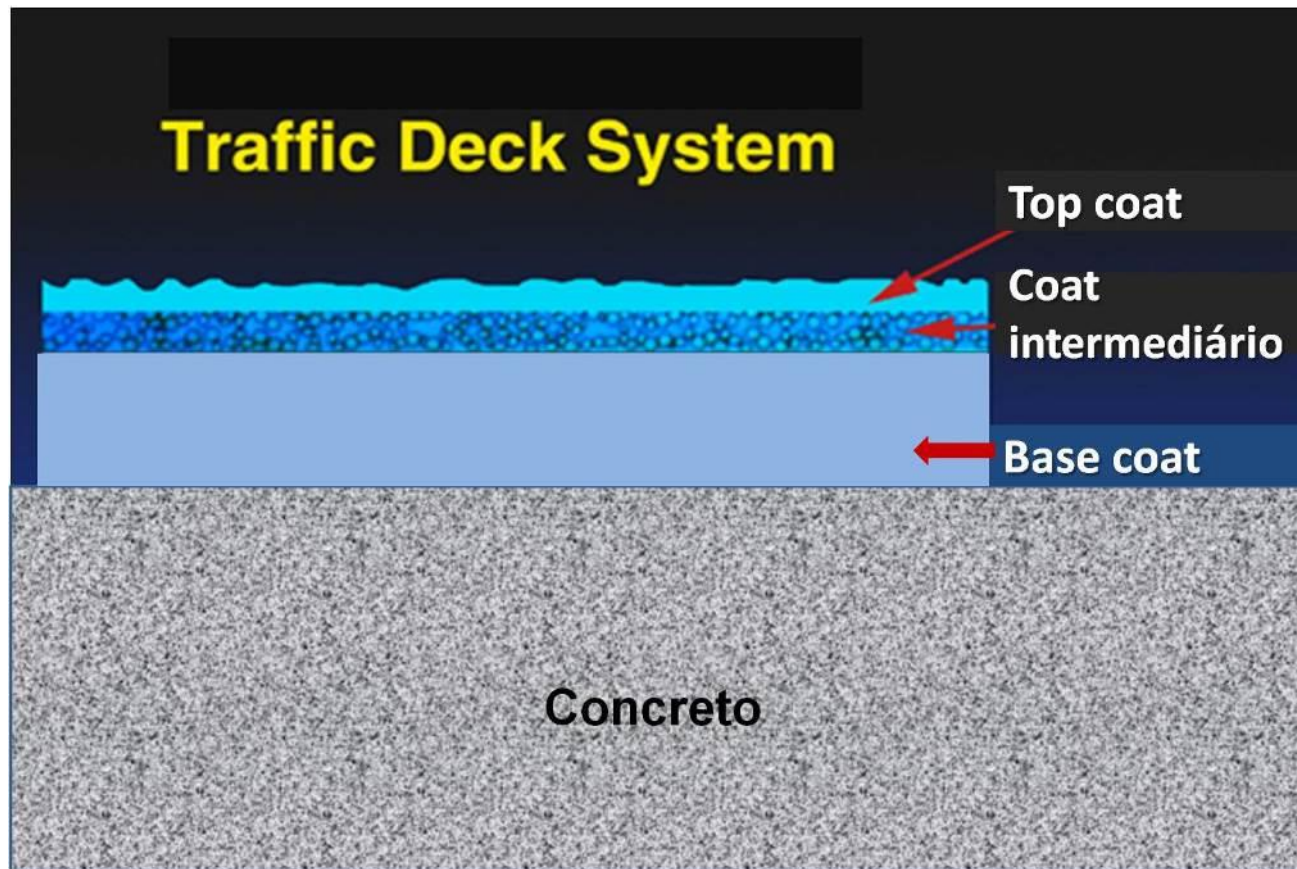 Traffic Deck System
Top coat
Coat
intermediário
Base coat
Concreto